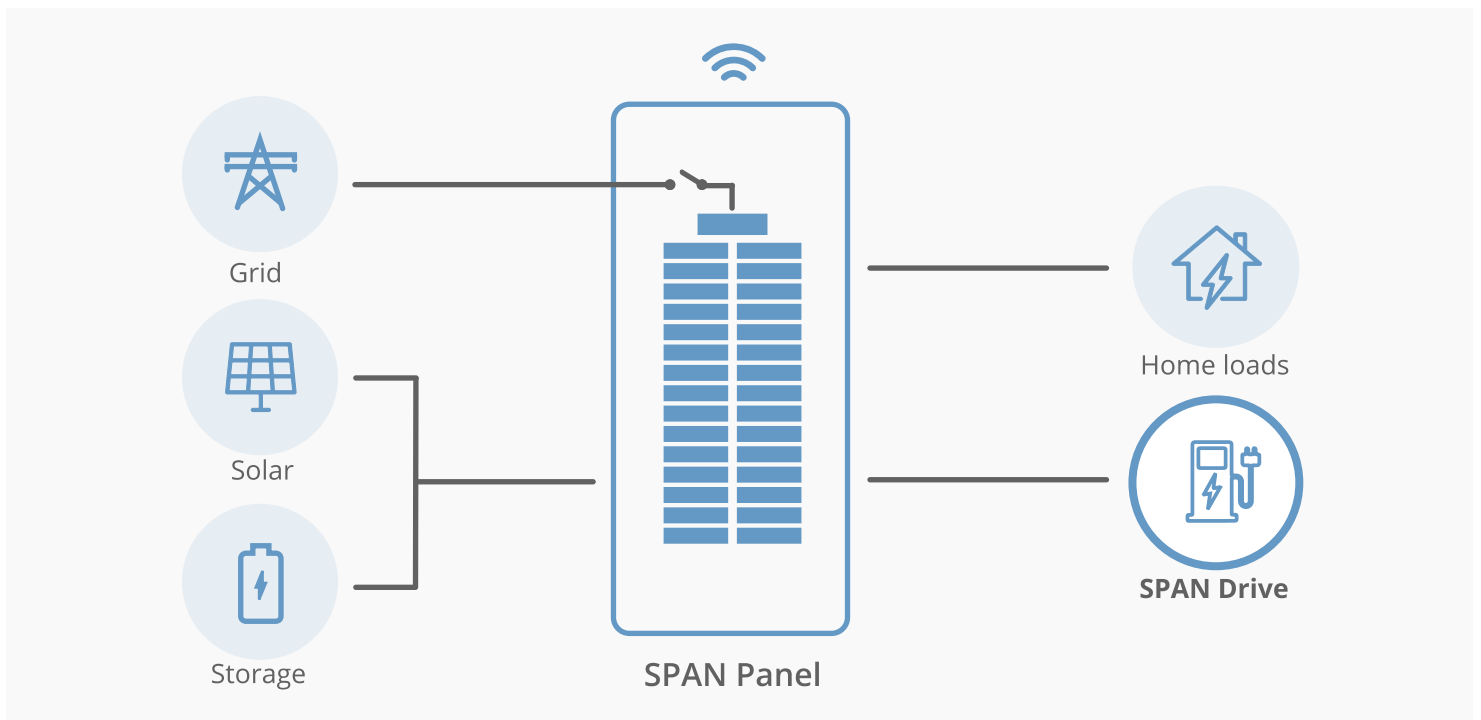 Grid
Solar
Storage
SPAN Panel
Home loads
SPAN Drive